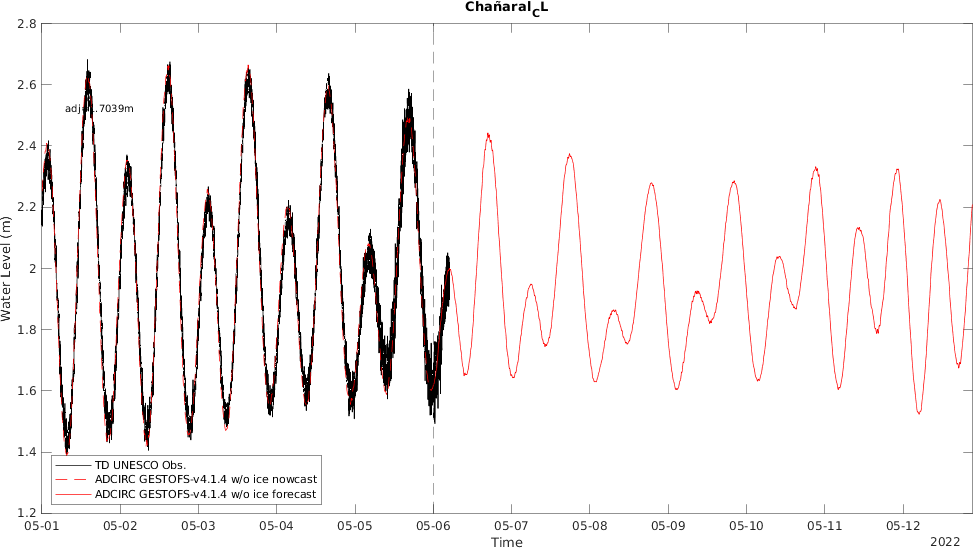 Chañaral_CL
2.8
2.6
2.4
2.2
2
1.8
1.6
1.4
1.2
Water Level (m)
.7039m
TD UNESCO Obs.
ADCIRC GESTOFS-v4.1.4 w/o ice nowcast
ADCIRC GESTOFS-v4.1.4 w/o ice forecast
05-01 05-02 05-03 05-04 05-05 05-06 05-07 05-08 05-09 05-10 05-11 05-12
Time
2022